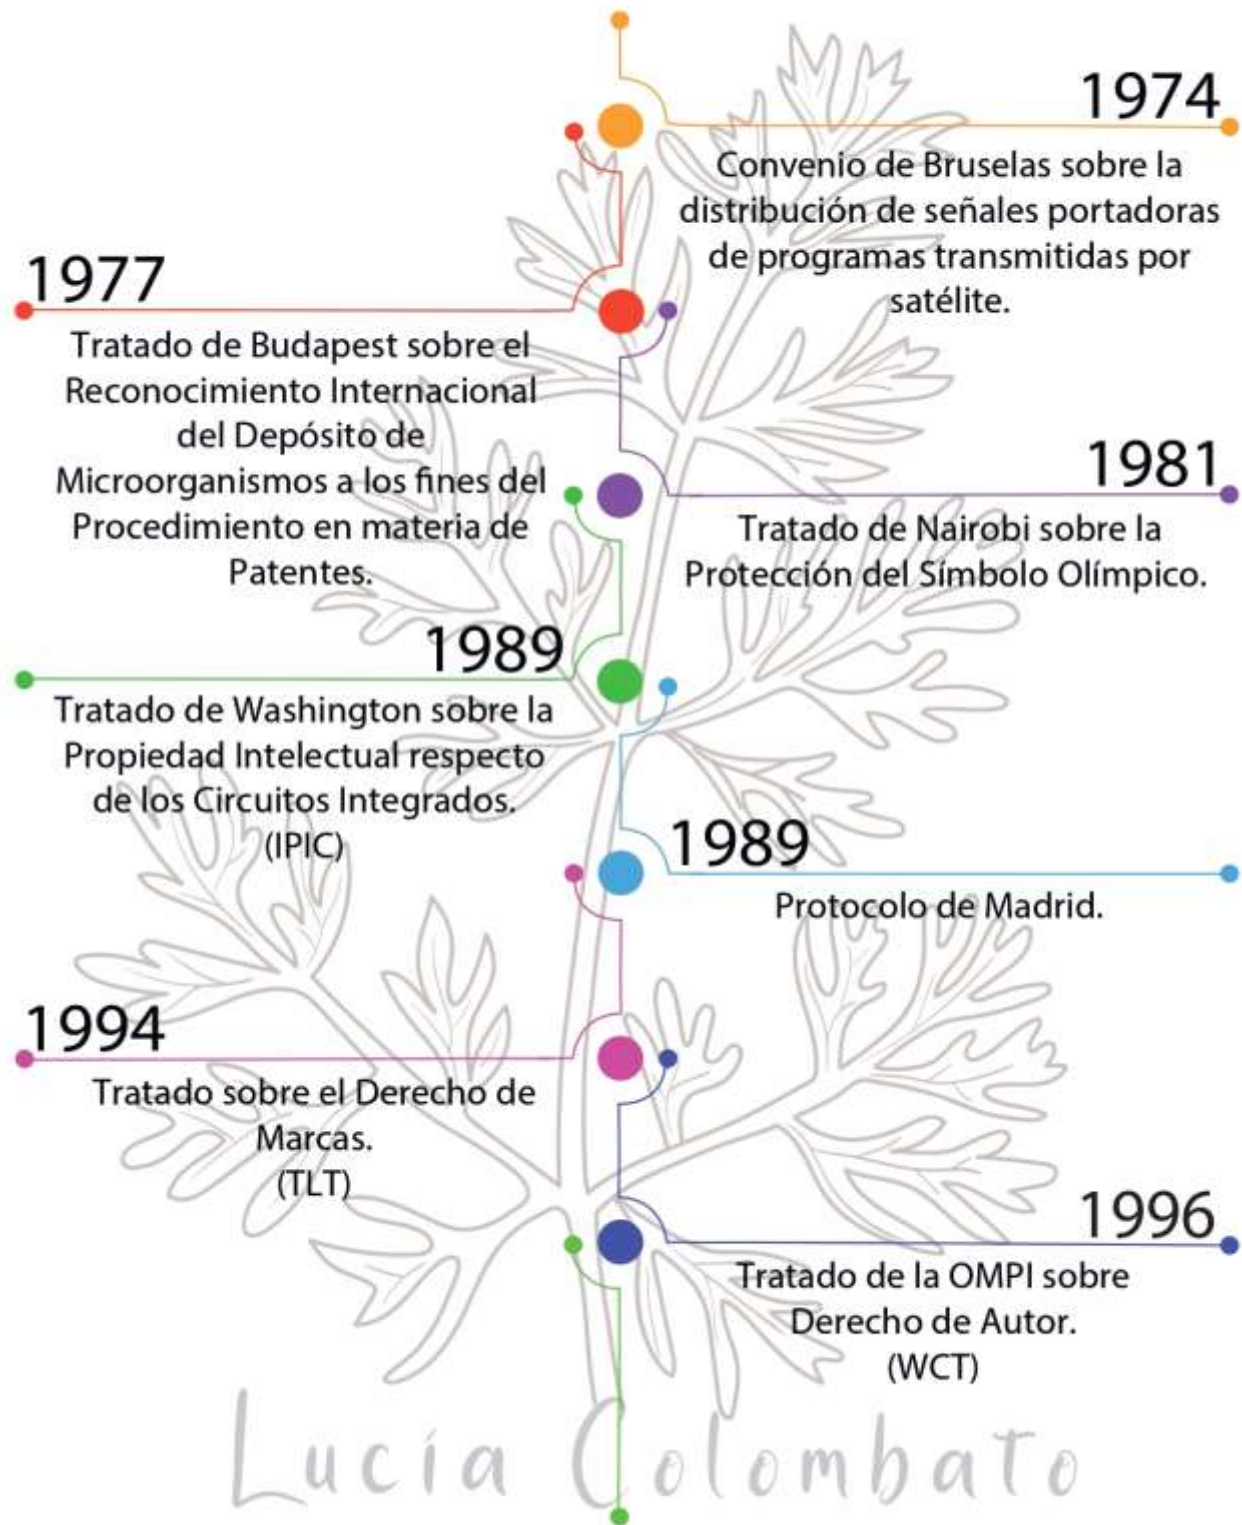 1974
Convenio de Bruselas sobre la
distribución de señales portadoras
de programas transmitidas por
satélite.
1977
Tratado de Budapest sobre el
Reconocimiento Internacional
del Depósito de
Microorganismos a los fines del
Procedimiento en materia de
Patentes.
1981
Tratado de Nairobi sobre la
Protección del Símbolo Olímpico.
1989
Tratado de Washington sobre la
Propiedad Intelectual respecto
de los Circuitos Integrados.
(IPIC)
1989
Protocolo de Madrid.
1994
Tratado sobre el Derecho de
Marcas.
(TLT)
1996
Tratado de la OMPI sobre
Derecho de Autor.
(WCT)
Lucía Colombato